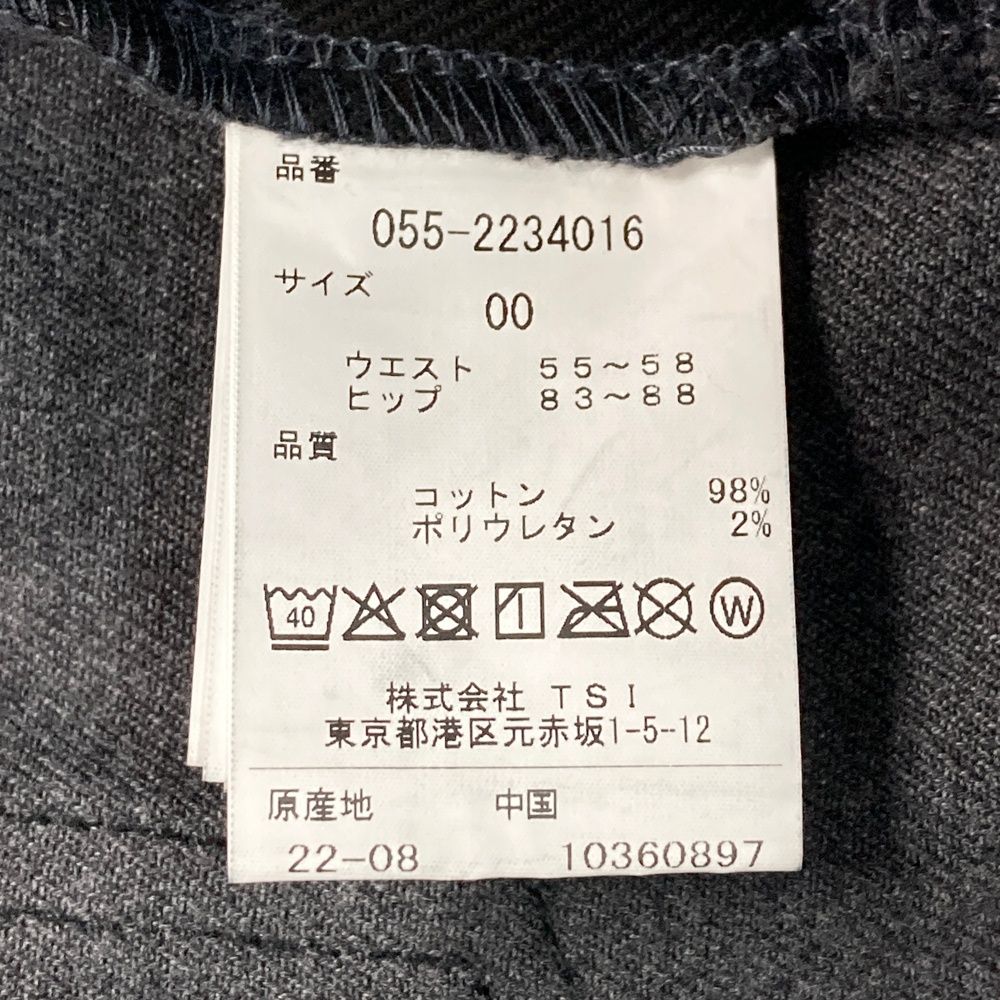 品番
055-2234016
サイズ
00
ウエスト 55～58
ヒップ 83～88
品質
コットン 98%
ポリウレタン 2%
40 W
株式会社 TSI
東京都港区元赤坂1-5-12
原産地 中国
22-08 10360897